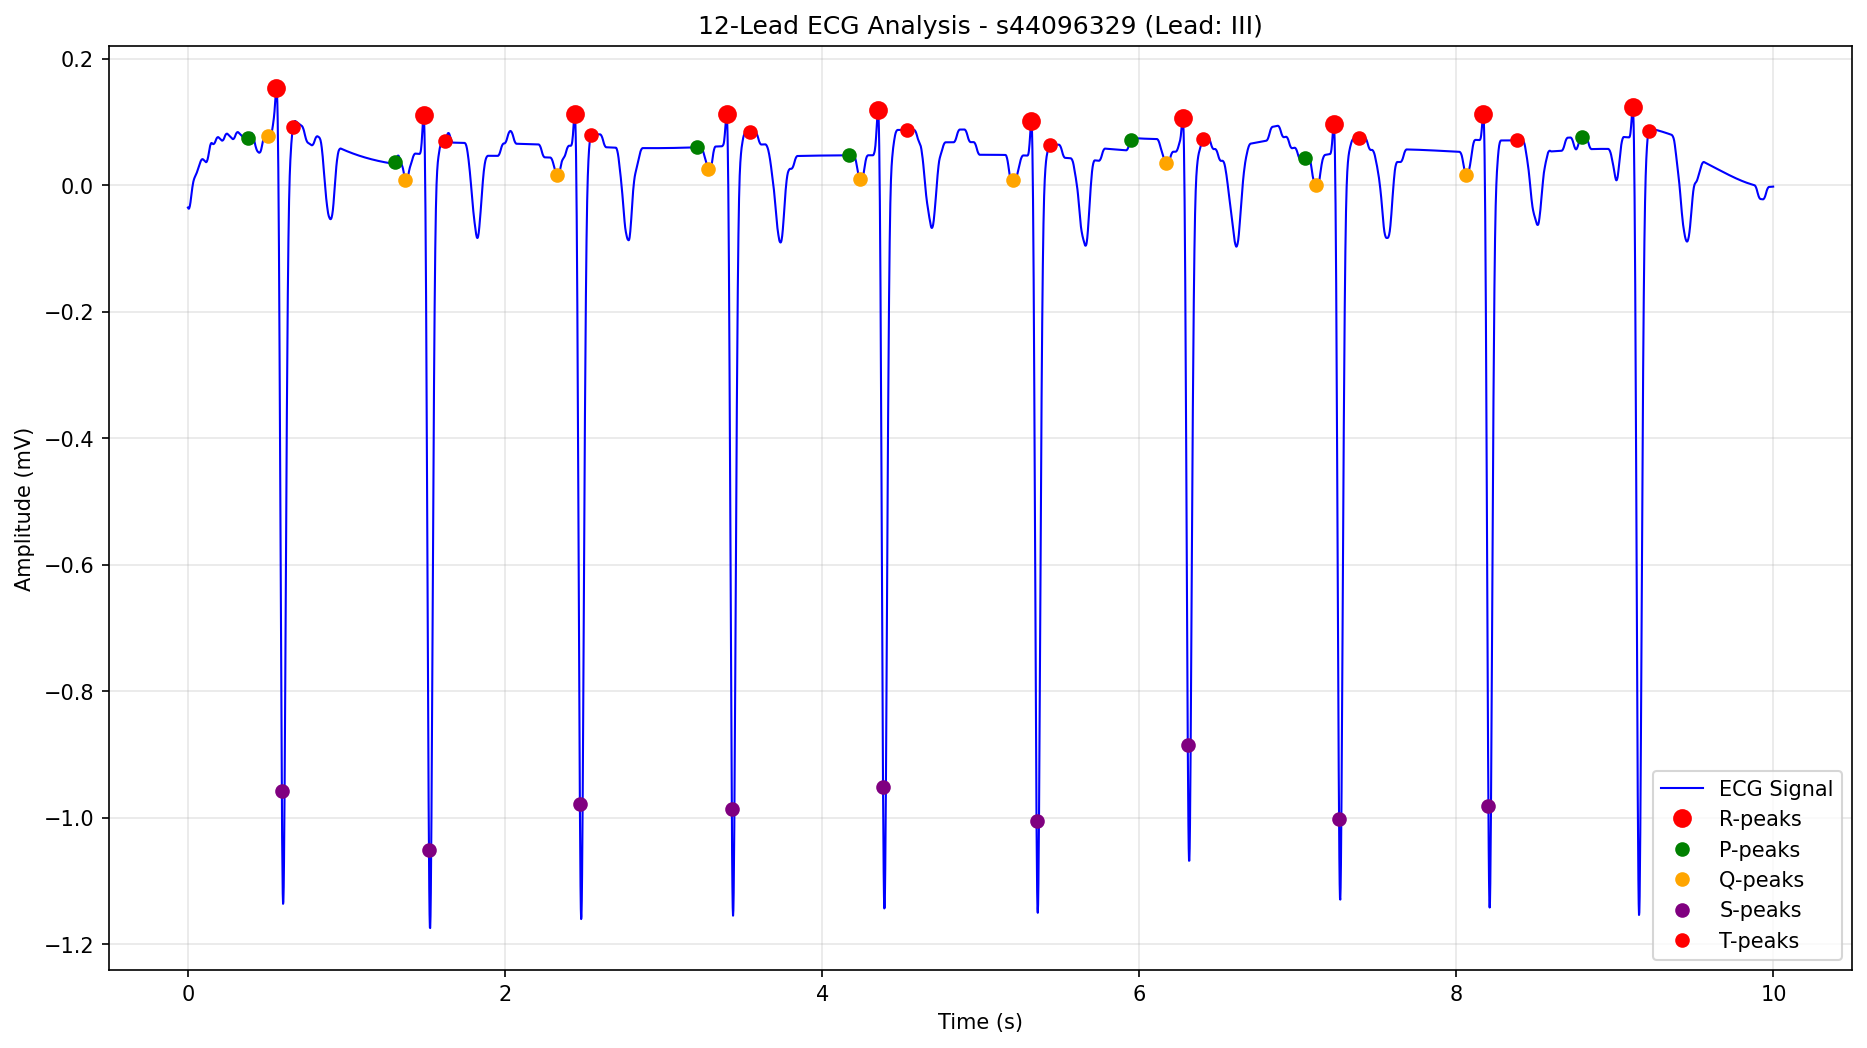 12-Lead ECG Analysis - s44096329 (Lead: III)
0.2
0.0
−0.2
−0.4
−0.6
−0.8
−1.0
−1.2
Amplitude (mV)
0 2 4 6 8 10
Time (s)
ECG Signal
R-peaks
P-peaks
Q-peaks
S-peaks
T-peaks